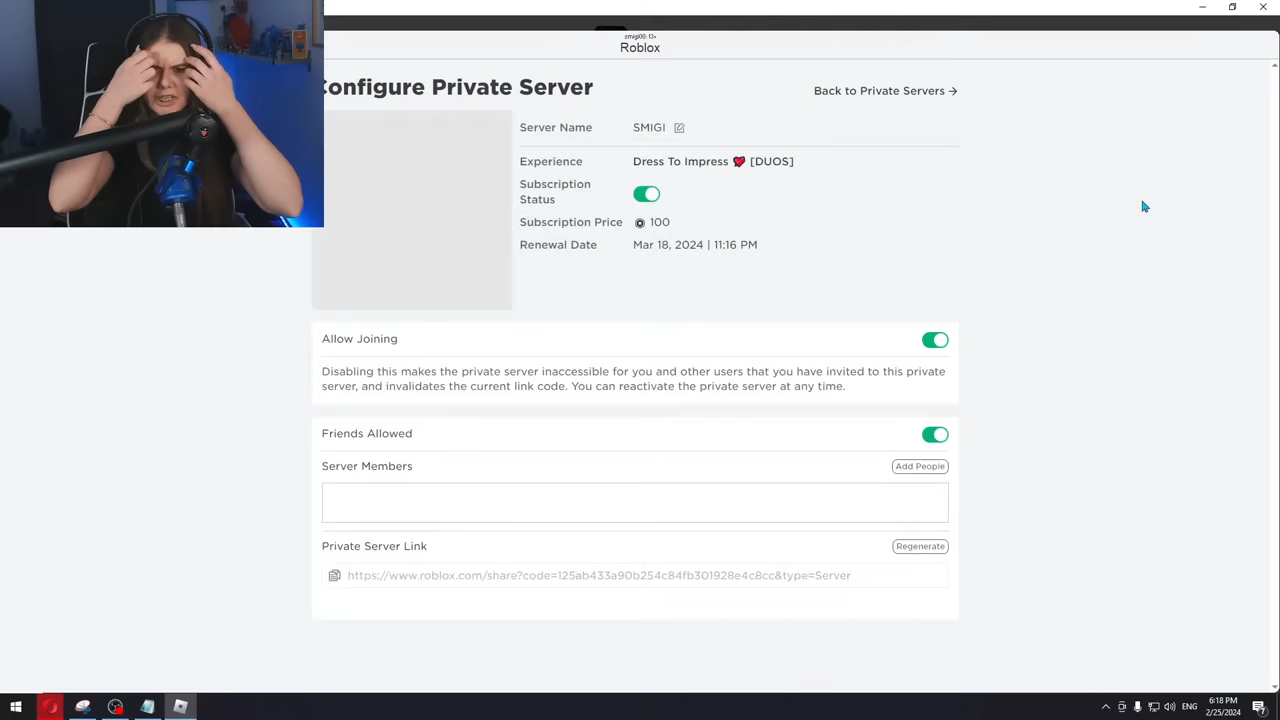 smigi00: 13+
Roblox
Configure Private Server
Back to Private Servers →
Server Name SMIGI
Experience Dress To Impress ❤️ [DUOS]
Subscription
Status
Subscription Price 100
Renewal Date Mar 18, 2024 | 11:16 PM
Allow Joining
Disabling this makes the private server inaccessible for you and other users that you have invited to this private
server, and invalidates the current link code. You can reactivate the private server at any time.
Friends Allowed
Server Members Add People
Private Server Link Regenerate
https://www.roblox.com/share?code=125ab433a90b254c84fb301928e4c8cc&type=Server
ENG 6:18 PM
2/25/2024